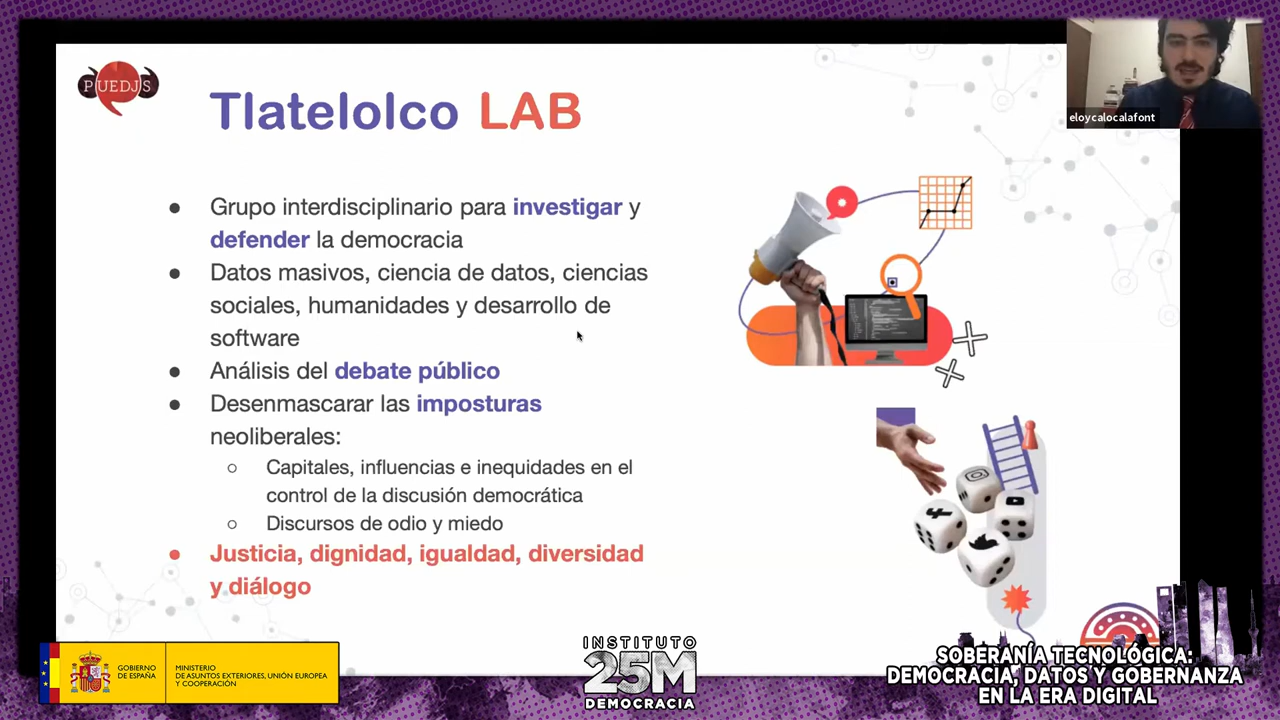 PUEDJS
Tlatelolco LAB
eloycalocalafont
● Grupo interdisciplinario para investigar y
defender la democracia
● Datos masivos, ciencia de datos, ciencias
sociales, humanidades y desarrollo de
software
● Análisis del debate público
● Desenmascarar las imposturas
neoliberales:
○ Capitales, influencias e inequidades en el
control de la discusión democrática
○ Discursos de odio y miedo
● Justicia, dignidad, igualdad, diversidad
y diálogo
GOBIERNO
DE ESPAÑA
MINISTERIO
DE ASUNTOS EXTERIORES, UNIÓN EUROPEA
Y COOPERACIÓN
INSTITUTO
25M
DEMOCRACIA
SOBERANÍA TECNOLÓGICA:
DEMOCRACIA, DATOS Y GOBERNANZA
EN LA ERA DIGITAL